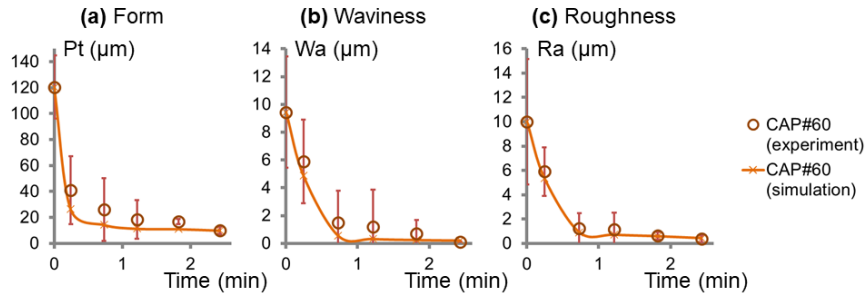 (a) Form
(b) Waviness
(c) Roughness
Pt (μm)
140
120
100
80
60
40
20
0
0
1
2
Time (min)
Wa (μm)
14
12
10
8
6
4
2
0
0
1
2
Time (min)
Ra (μm)
16
14
12
10
8
6
4
2
0
0
1
2
Time (min)
CAP#60
(experiment)
CAP#60
(simulation)